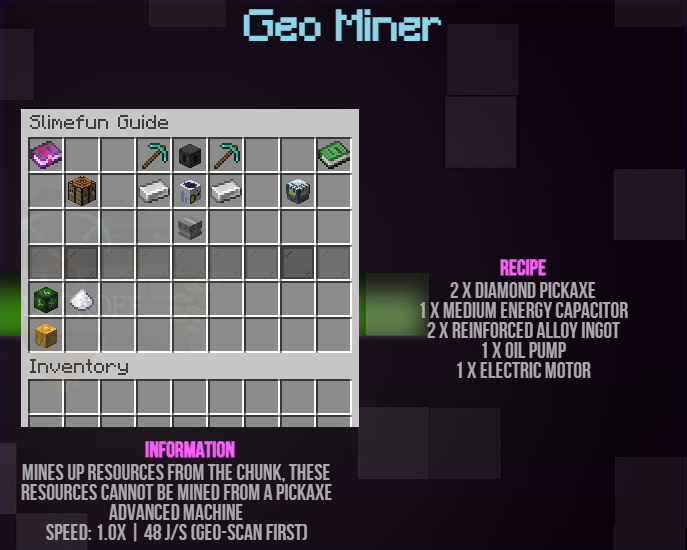 Geo Miner
Slimefun Guide
Inventory
RECIPE
2 X DIAMOND PICKAXE
1 X MEDIUM ENERGY CAPACITOR
2 X REINFORCED ALLOY INGOT
1 X OIL PUMP
1 X ELECTRIC MOTOR
INFORMATION
MINES UP RESOURCES FROM THE CHUNK, THESE
RESOURCES CANNOT BE MINED FROM A PICKAXE
ADVANCED MACHINE
SPEED: 1.0X | 48 J/S (GEO-SCAN FIRST)